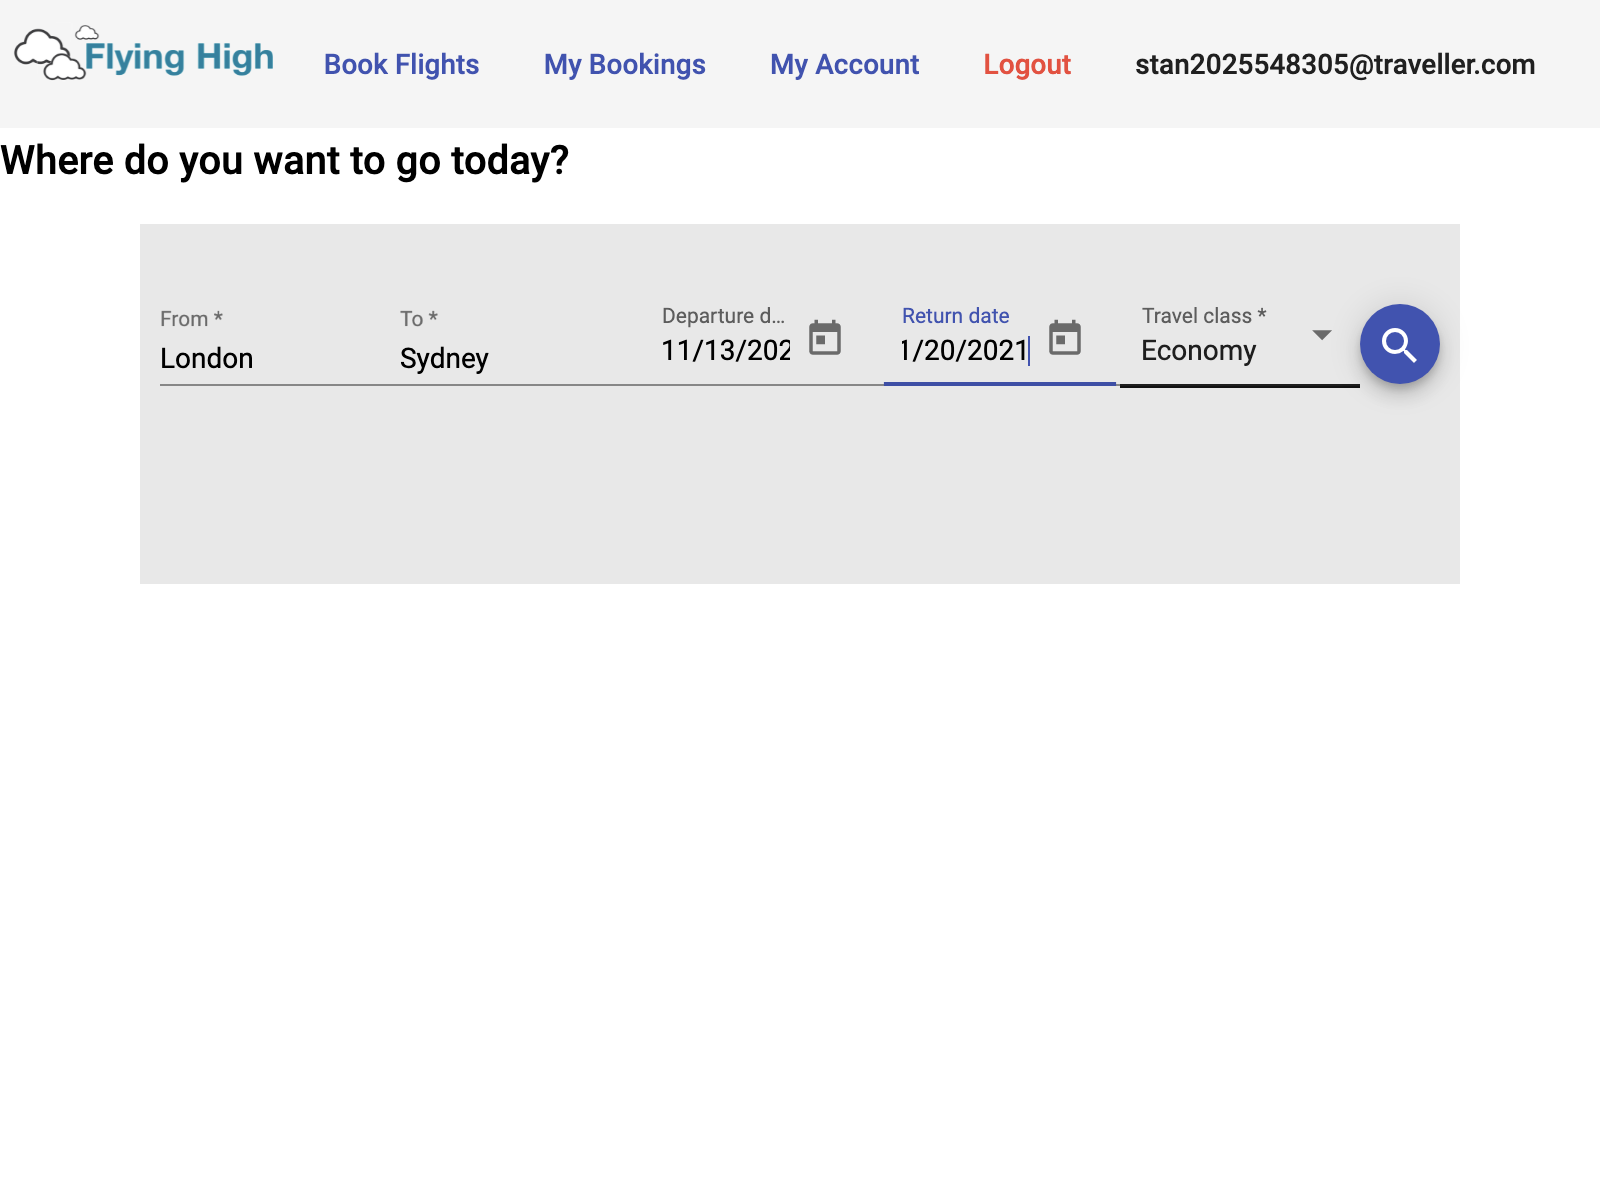 Flying High
Book Flights
My Bookings
My Account
Logout
stan2025548305@traveller.com
Where do you want to go today?
From *
To *
Departure d...
Return date
Travel class *
London
Sydney
11/13/202
1/20/2021
Economy